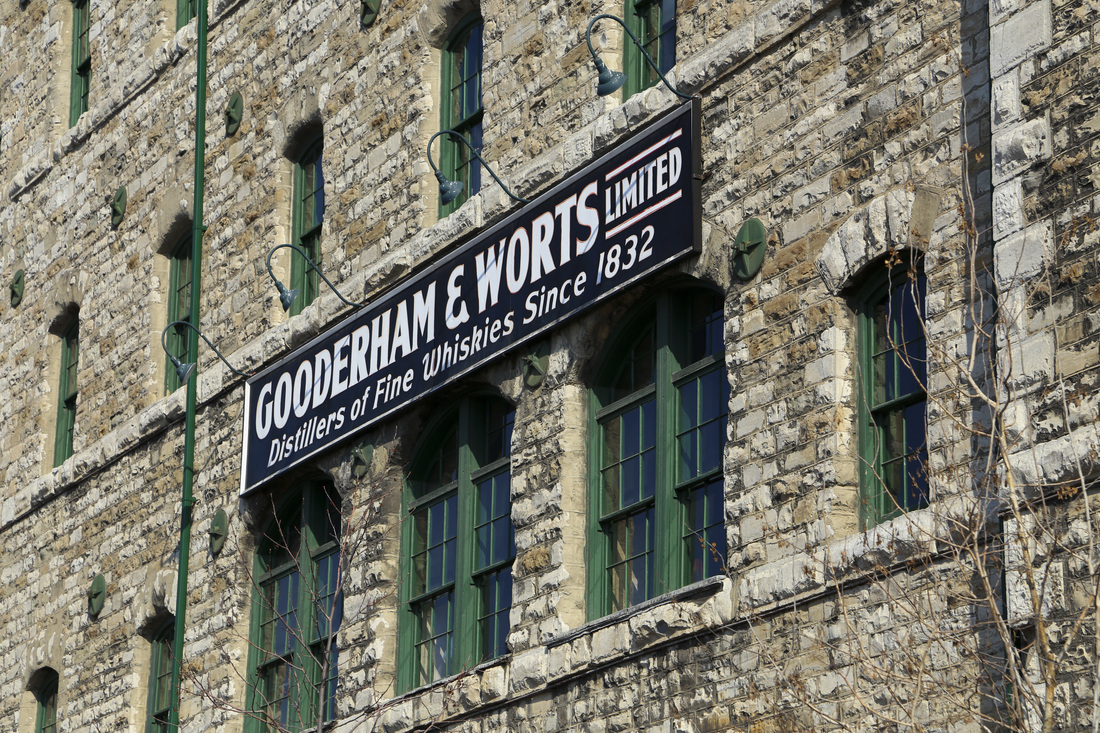 GOODERHAM & WORTS LIMITED
Distillers of Fine Whiskies Since 1832